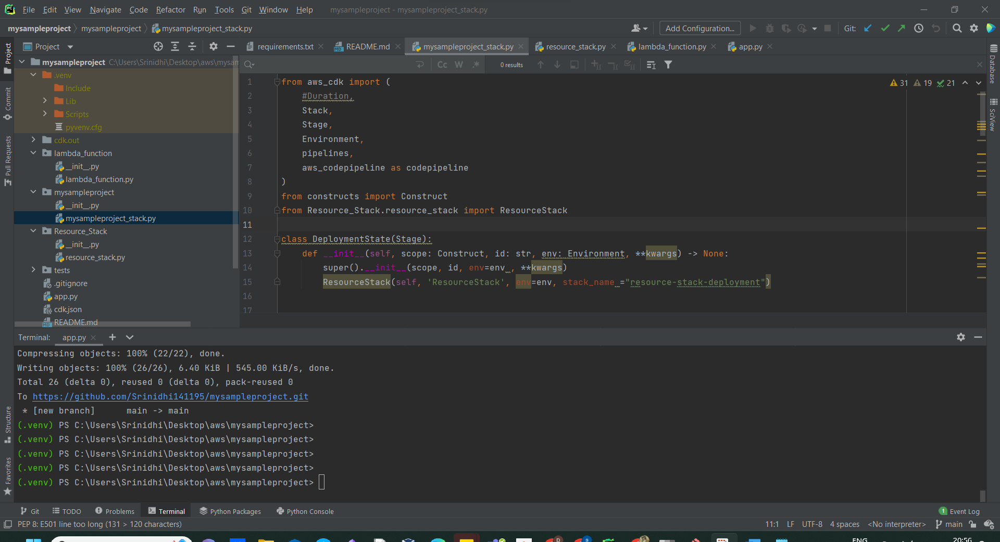 File Edit View Navigate Code Refactor Run Tools Git Window Help mysampleproject - mysampleproject_stack.py
mysampleproject mysampleproject mysampleproject_stack.py Add Configuration... Git:
Project requirements.txt README.md mysampleproject_stack.py resource_stack.py lambda_function.py app.py
Project
Commit
Pull Requests
Structure
Favorites
mysampleproject C:\Users\Srinidhi\Desktop\aws\mysam
.venv
Include
Lib
Scripts
pyvenv.cfg
cdk.out
lambda_function
__init__.py
lambda_function.py
mysampleproject
__init__.py
mysampleproject_stack.py
Resource_Stack
__init__.py
resource_stack.py
tests
.gitignore
app.py
cdk.json
README.md
Cc W .* 0 results
31 19 21
1 from aws_cdk import (
2 #Duration,
3 Stack,
4 Stage,
5 Environment,
6 pipelines,
7 aws_codepipeline as codepipeline
8 )
9 from constructs import Construct
10 from Resource_Stack.resource_stack import ResourceStack
11
12 class DeploymentState(Stage):
13 def __init__(self, scope: Construct, id: str, env: Environment, **kwargs) -> None:
14 super().__init__(scope, id, env=env , **kwargs)
15 ResourceStack(self, 'ResourceStack', env=env, stack_name ="resource-stack-deployment")
16
17
Database
SciView
Terminal: app.py
Compressing objects: 100% (22/22), done.
Writing objects: 100% (26/26), 6.40 KiB | 545.00 KiB/s, done.
Total 26 (delta 0), reused 0 (delta 0), pack-reused 0
To https://github.com/Srinidhi141195/mysampleproject.git
* [new branch] main -> main
(.venv) PS C:\Users\Srinidhi\Desktop\aws\mysampleproject>
(.venv) PS C:\Users\Srinidhi\Desktop\aws\mysampleproject>
(.venv) PS C:\Users\Srinidhi\Desktop\aws\mysampleproject>
(.venv) PS C:\Users\Srinidhi\Desktop\aws\mysampleproject>
(.venv) PS C:\Users\Srinidhi\Desktop\aws\mysampleproject>
Git TODO Problems Terminal Python Packages Python Console 1 Event Log
PEP 8: E501 line too long (131 > 120 characters) 11:1 LF UTF-8 4 spaces <No interpreter> main
ENG 20:56